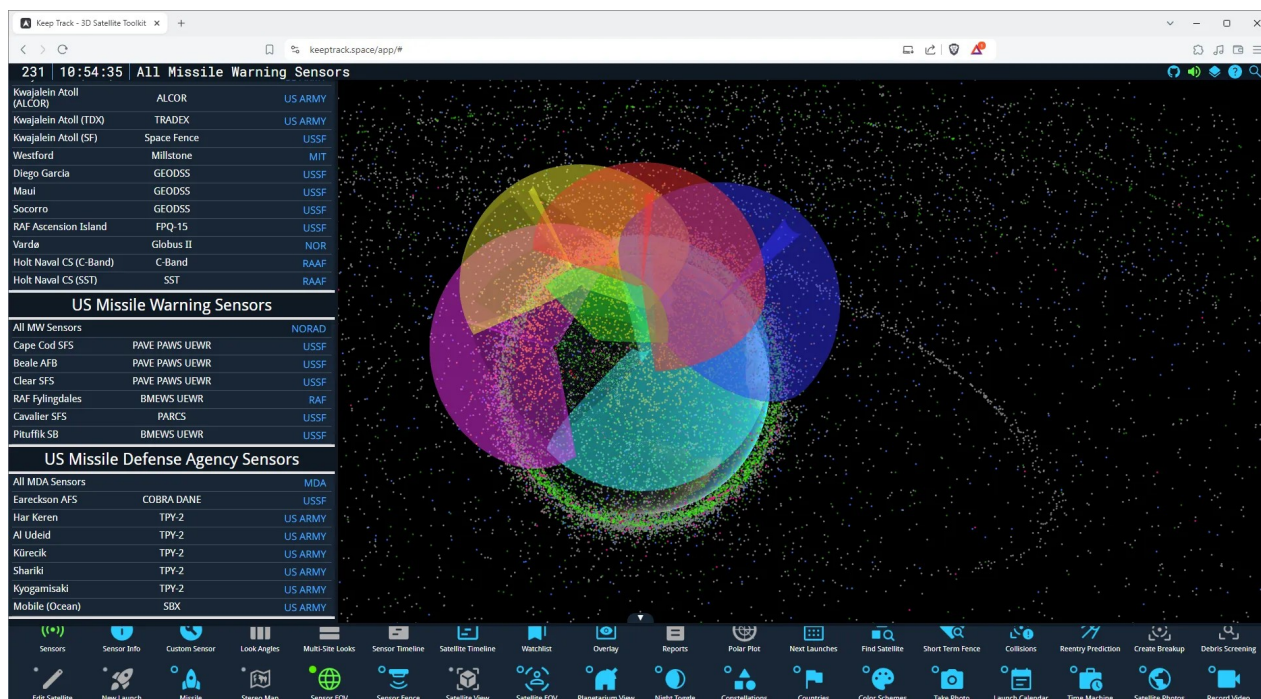 Keep Track - 3D Satellite Toolkit
keeptrack.space/app/#
231 10:54:35 All Missile Warning Sensors
Kwajalein Atoll (ALCOR) ALCOR US ARMY
Kwajalein Atoll (TDX) TRADEX US ARMY
Kwajalein Atoll (SF) Space Fence USSF
Westford Millstone MIT
Diego Garcia GEODSS USSF
Maui GEODSS USSF
Socorro GEODSS USSF
RAF Ascension Island FPQ-15 USSF
Vardø Globus II NOR
Holt Naval CS (C-Band) C-Band RAAF
Holt Naval CS (SST) SST RAAF
US Missile Warning Sensors
All MW Sensors NORAD
Cape Cod SFS PAVE PAWS UEWR USSF
Beale AFB PAVE PAWS UEWR USSF
Clear SFS PAVE PAWS UEWR USSF
RAF Fylingdales BMEWS UEWR RAF
Cavalier SFS PARCS USSF
Pituffik SB BMEWS UEWR USSF
US Missile Defense Agency Sensors
All MDA Sensors MDA
Eareckson AFS COBRA DANE USSF
Har Keren TPY-2 US ARMY
Al Udeid TPY-2 US ARMY
Kürecik TPY-2 US ARMY
Shariki TPY-2 US ARMY
Kyogamisaki TPY-2 US ARMY
Mobile (Ocean) SBX US ARMY
Sensors Sensor Info Custom Sensor Look Angles Multi-Site Looks Sensor Timeline Satellite Timeline Watchlist Overlay Reports Polar Plot Next Launches Find Satellite Short Term Fence Collisions Reentry Prediction Create Breakup Debris Screening
Edit Satellite New Launch Missile Stereo Map Sensor FOV Sensor Fence Satellite View Satellite FOV Planetarium View Night Toggle Constellations Countries Color Schemes Take Photo Launch Calendar Time Machine Satellite Photos Record Video